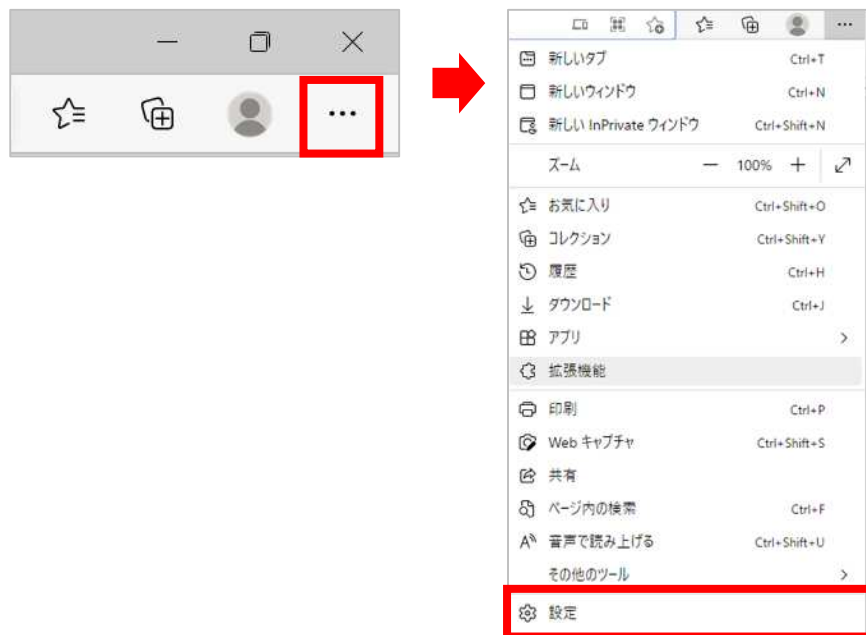 新しいタブ Ctrl+T
新しいウィンドウ Ctrl+N
新しい InPrivate ウィンドウ Ctrl+Shift+N
ズーム 100%
お気に入り Ctrl+Shift+O
コレクション Ctrl+Shift+Y
履歴 Ctrl+H
ダウンロード Ctrl+J
アプリ
拡張機能
印刷 Ctrl+P
Web キャプチャ Ctrl+Shift+S
共有
ページ内の検索 Ctrl+F
音声で読み上げる Ctrl+Shift+U
その他のツール
設定